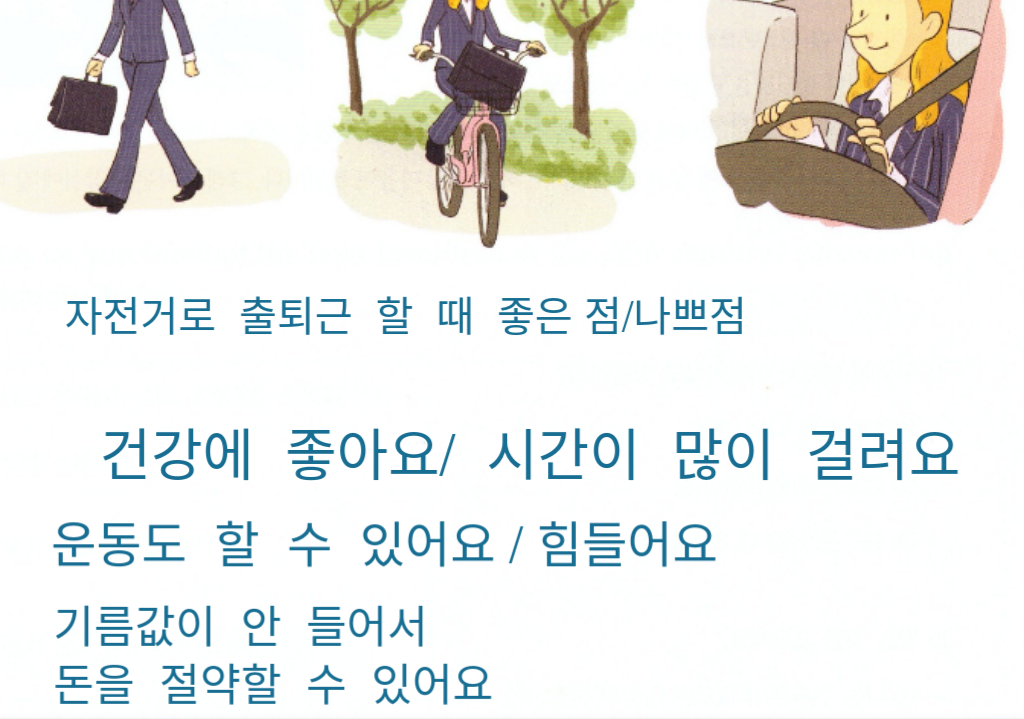 자전거로 출퇴근 할 때 좋은 점/나쁘점
건강에 좋아요/ 시간이 많이 걸려요
운동도 할 수 있어요 / 힘들어요
기름값이 안 들어서
돈을 절약할 수 있어요